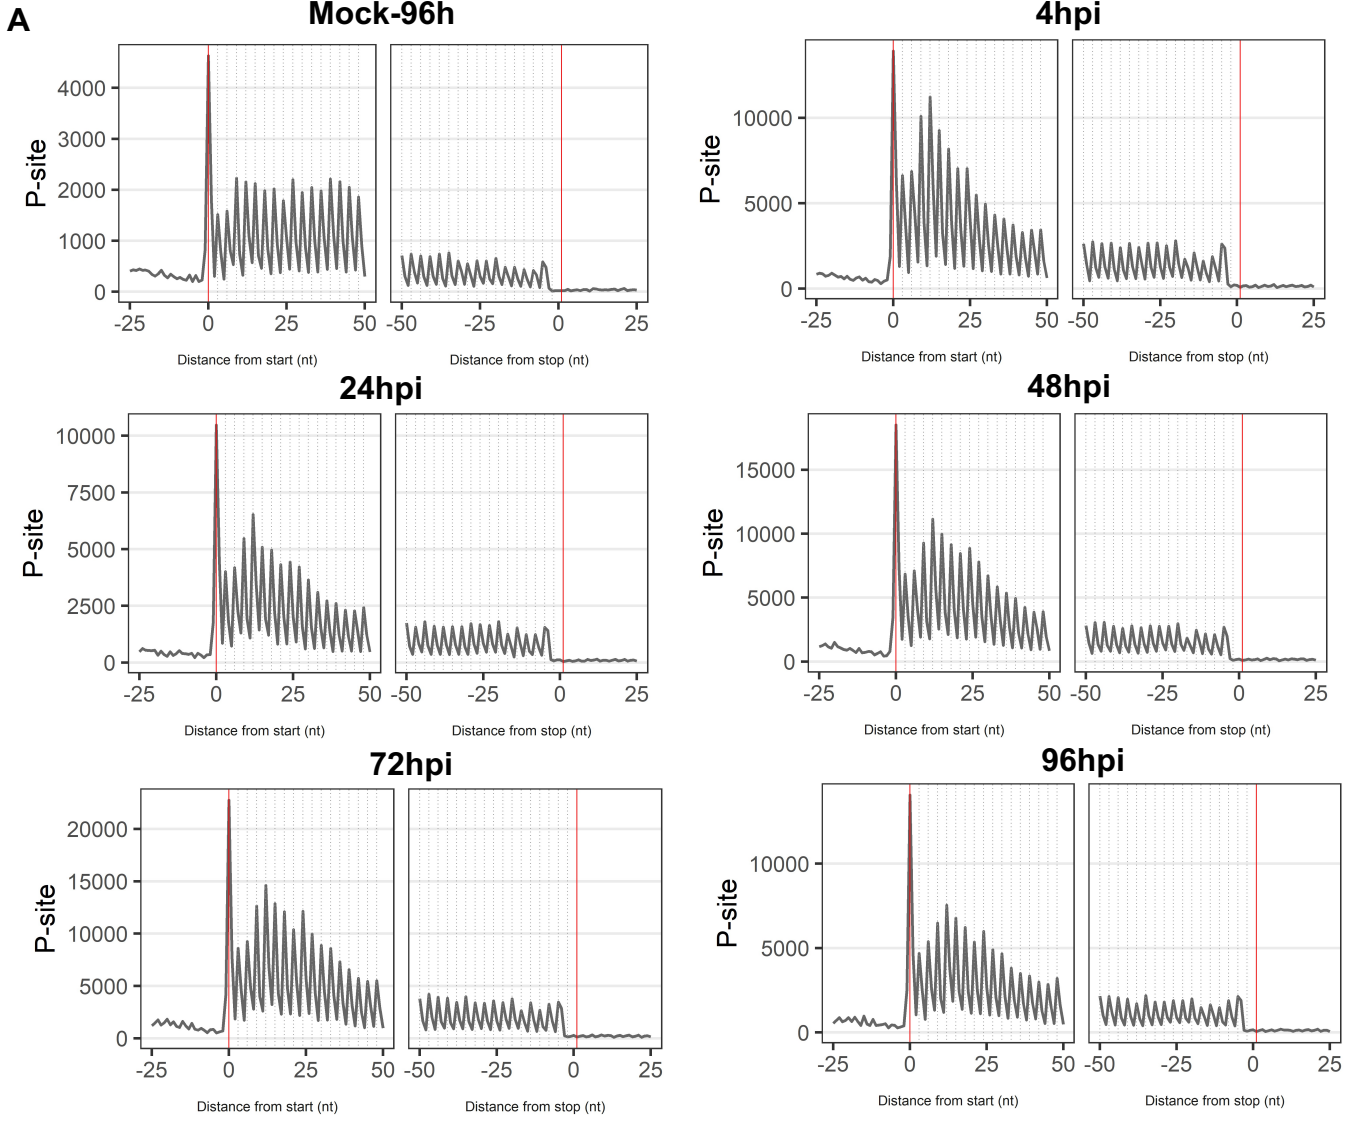 A
Mock-96h
P-site
4000
3000
2000
1000
0
-25 0 25 50
-50 -25 0 25
Distance from start (nt)
Distance from stop (nt)
4hpi
P-site
10000
5000
0
-25 0 25 50
-50 -25 0 25
Distance from start (nt)
Distance from stop (nt)
24hpi
P-site
10000
7500
5000
2500
0
-25 0 25 50
-50 -25 0 25
Distance from start (nt)
Distance from stop (nt)
48hpi
P-site
15000
10000
5000
0
-25 0 25 50
-50 -25 0 25
Distance from start (nt)
Distance from stop (nt)
72hpi
P-site
20000
15000
10000
5000
0
-25 0 25 50
-50 -25 0 25
Distance from start (nt)
Distance from stop (nt)
96hpi
P-site
10000
5000
0
-25 0 25 50
-50 -25 0 25
Distance from start (nt)
Distance from stop (nt)